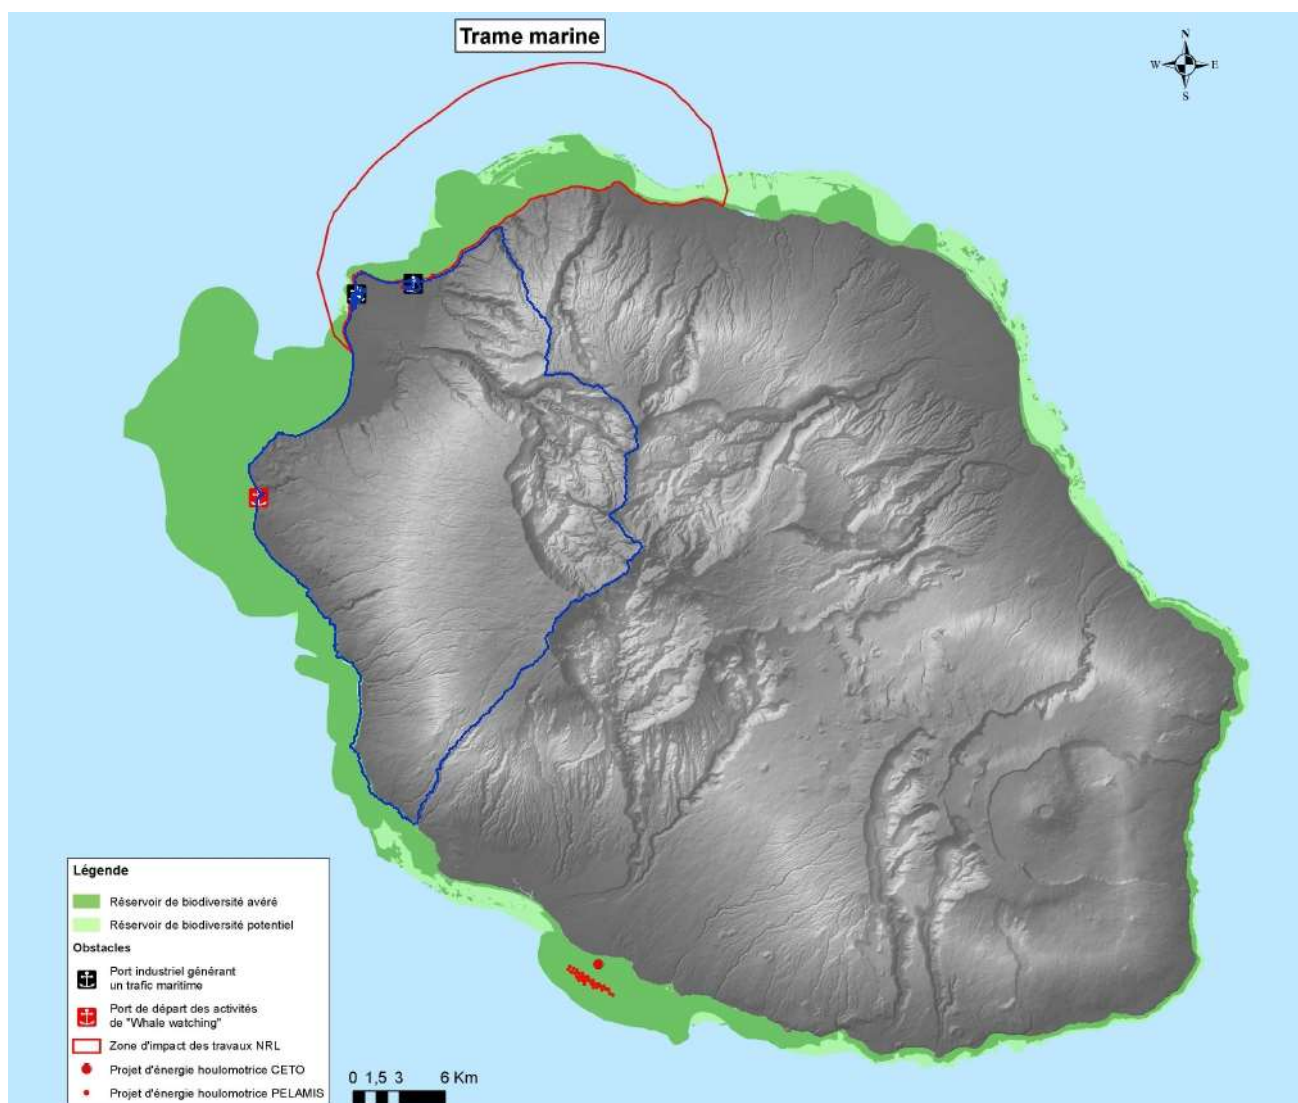 Trame marine
N
W E
S
Légende
Réservoir de biodiversité avéré
Réservoir de biodiversité potentiel
Obstacles
Port industriel générant
un trafic maritime
Port de départ des activités
de "Whale watching"
Zone d'impact des travaux NRL
Projet d'énergie houlomotrice CETO
Projet d'énergie houlomotrice PELAMIS
0 1,5 3 6 Km